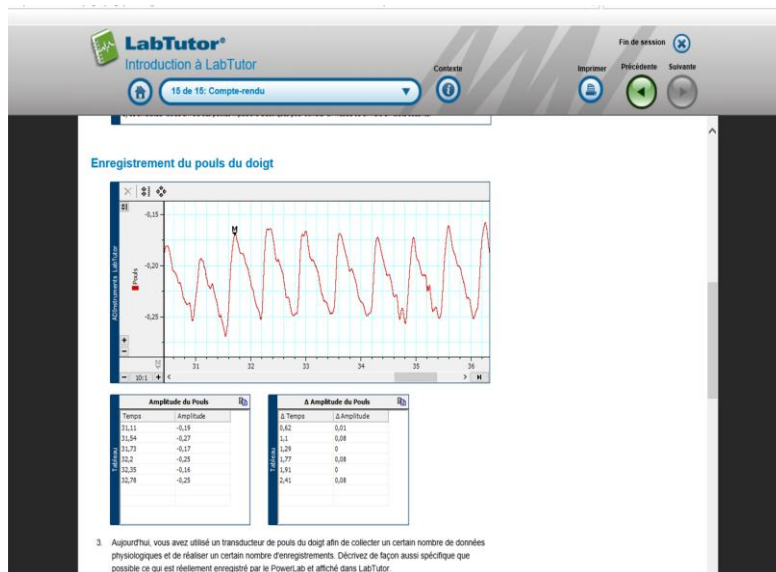 LabTutor®
Introduction à LabTutor
15 de 15: Compte-rendu
Contexte
Fin de session
Imprimer
Précédente
Suivante
Enregistrement du pouls du doigt
ADInstruments LabTutor
Pouls
-0,15
-0,20
-0,25
M
31 32 33 34 35 36
10:1
Amplitude du Pouls
Temps Amplitude
31,11 -0,19
31,54 -0,27
31,73 -0,17
32,2 -0,25
32,35 -0,16
32,78 -0,25
Tableau
Δ Amplitude du Pouls
Δ Temps Δ Amplitude
0,62 0,01
1,1 0,08
1,29 0
1,77 0,08
1,91 0
2,41 0,08
Tableau
3. Aujourd'hui, vous avez utilisé un transducteur de pouls du doigt afin de collecter un certain nombre de données
physiologiques et de réaliser un certain nombre d'enregistrements. Décrivez de façon aussi spécifique que
possible ce qui est réellement enregistré par le PowerLab et affiché dans LabTutor.